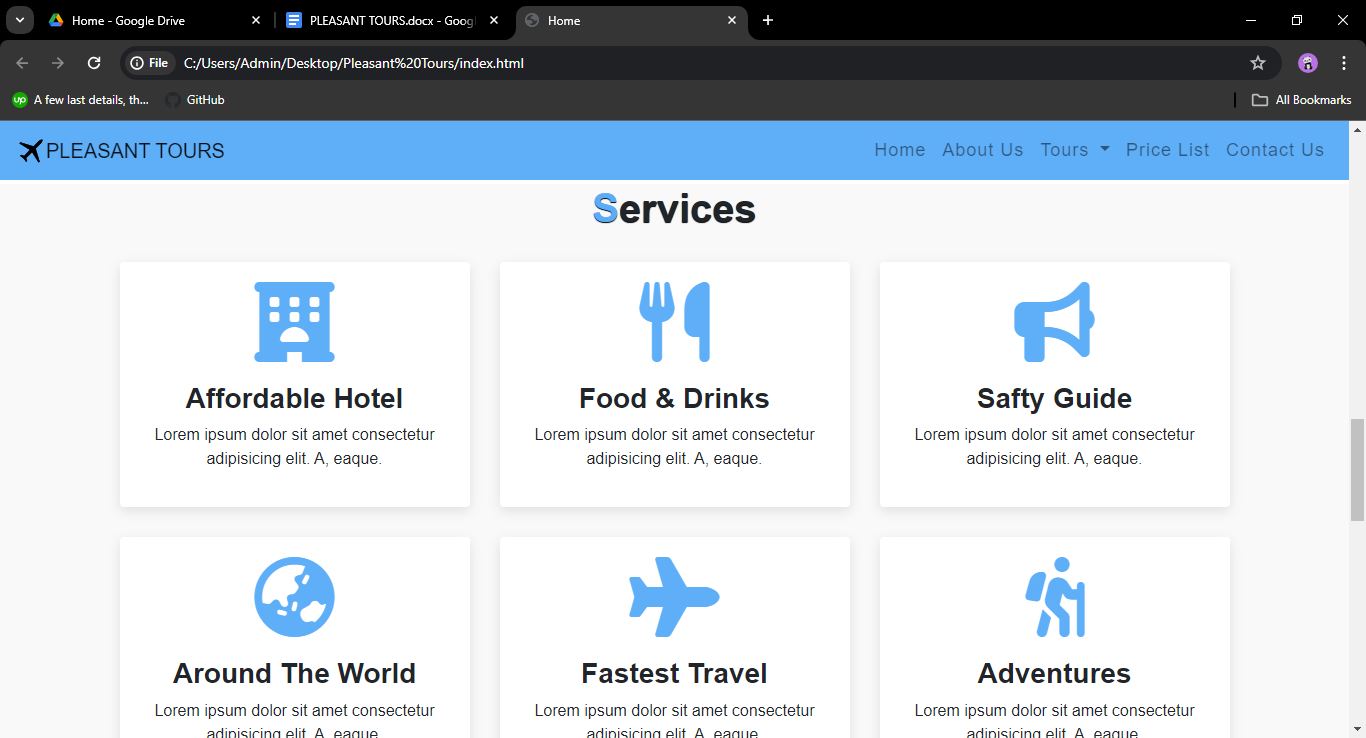 Home - Google Drive
PLEASANT TOURS.docx - Goog
Home
File
C:/Users/Admin/Desktop/Pleasant%20Tours/index.html
up
A few last details, th...
GitHub
All Bookmarks
PLEASANT TOURS
Home
About Us
Tours
Price List
Contact Us
Services
Affordable Hotel
Lorem ipsum dolor sit amet consectetur
adipisicing elit. A, eaque.
Food & Drinks
Lorem ipsum dolor sit amet consectetur
adipisicing elit. A, eaque.
Safty Guide
Lorem ipsum dolor sit amet consectetur
adipisicing elit. A, eaque.
Around The World
Lorem ipsum dolor sit amet consectetur
adipisicing elit. A, eaque.
Fastest Travel
Lorem ipsum dolor sit amet consectetur
adipisicing elit. A, eaque.
Adventures
Lorem ipsum dolor sit amet consectetur
adipisicing elit. A, eaque.